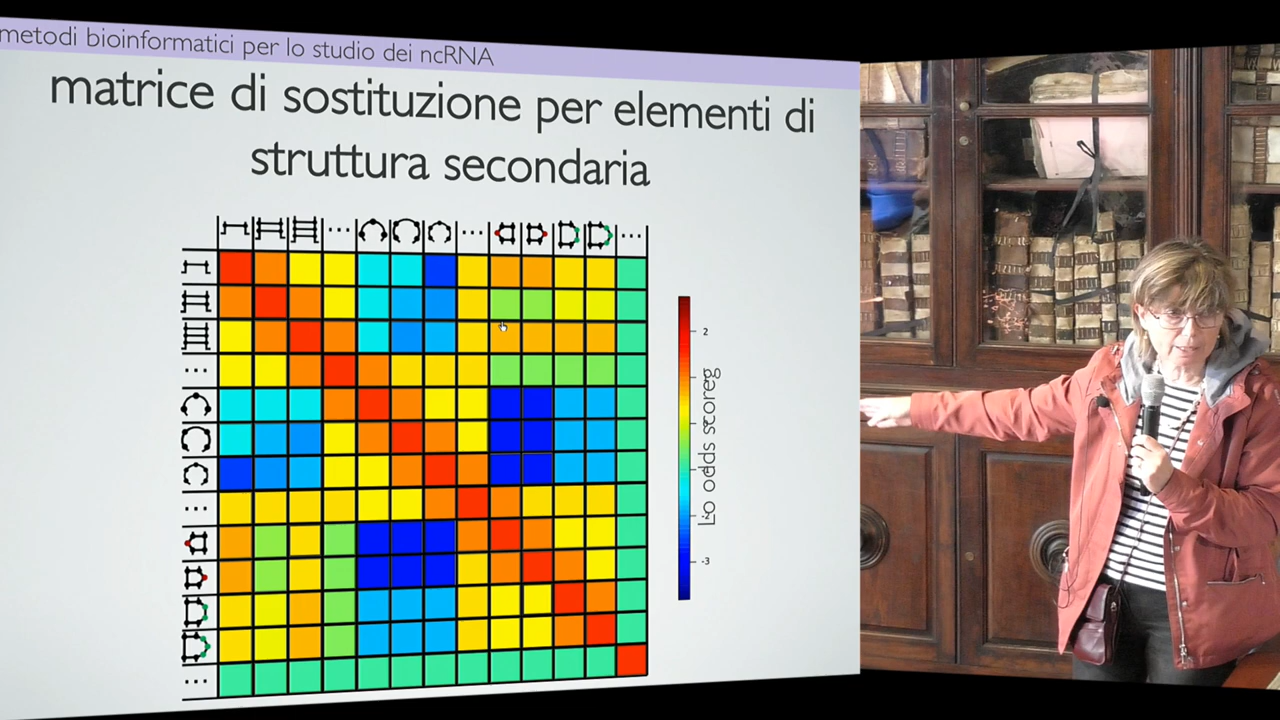 metodi bioinformatici per lo studio dei ncRNA
matrice di sostituzione per elementi di
struttura secondaria
... ... ...
...
2
Lo odds scoreg
-3
...
...